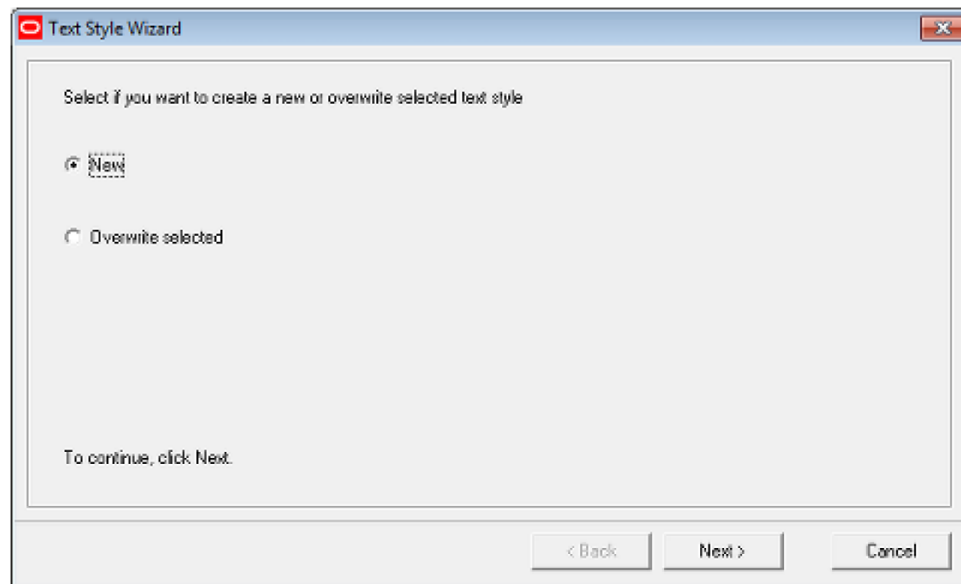 Text Style Wizard
Select if you want to create a new or overwrite selected text style
New
Overwrite selected
To continue, click Next.
< Back Next > Cancel